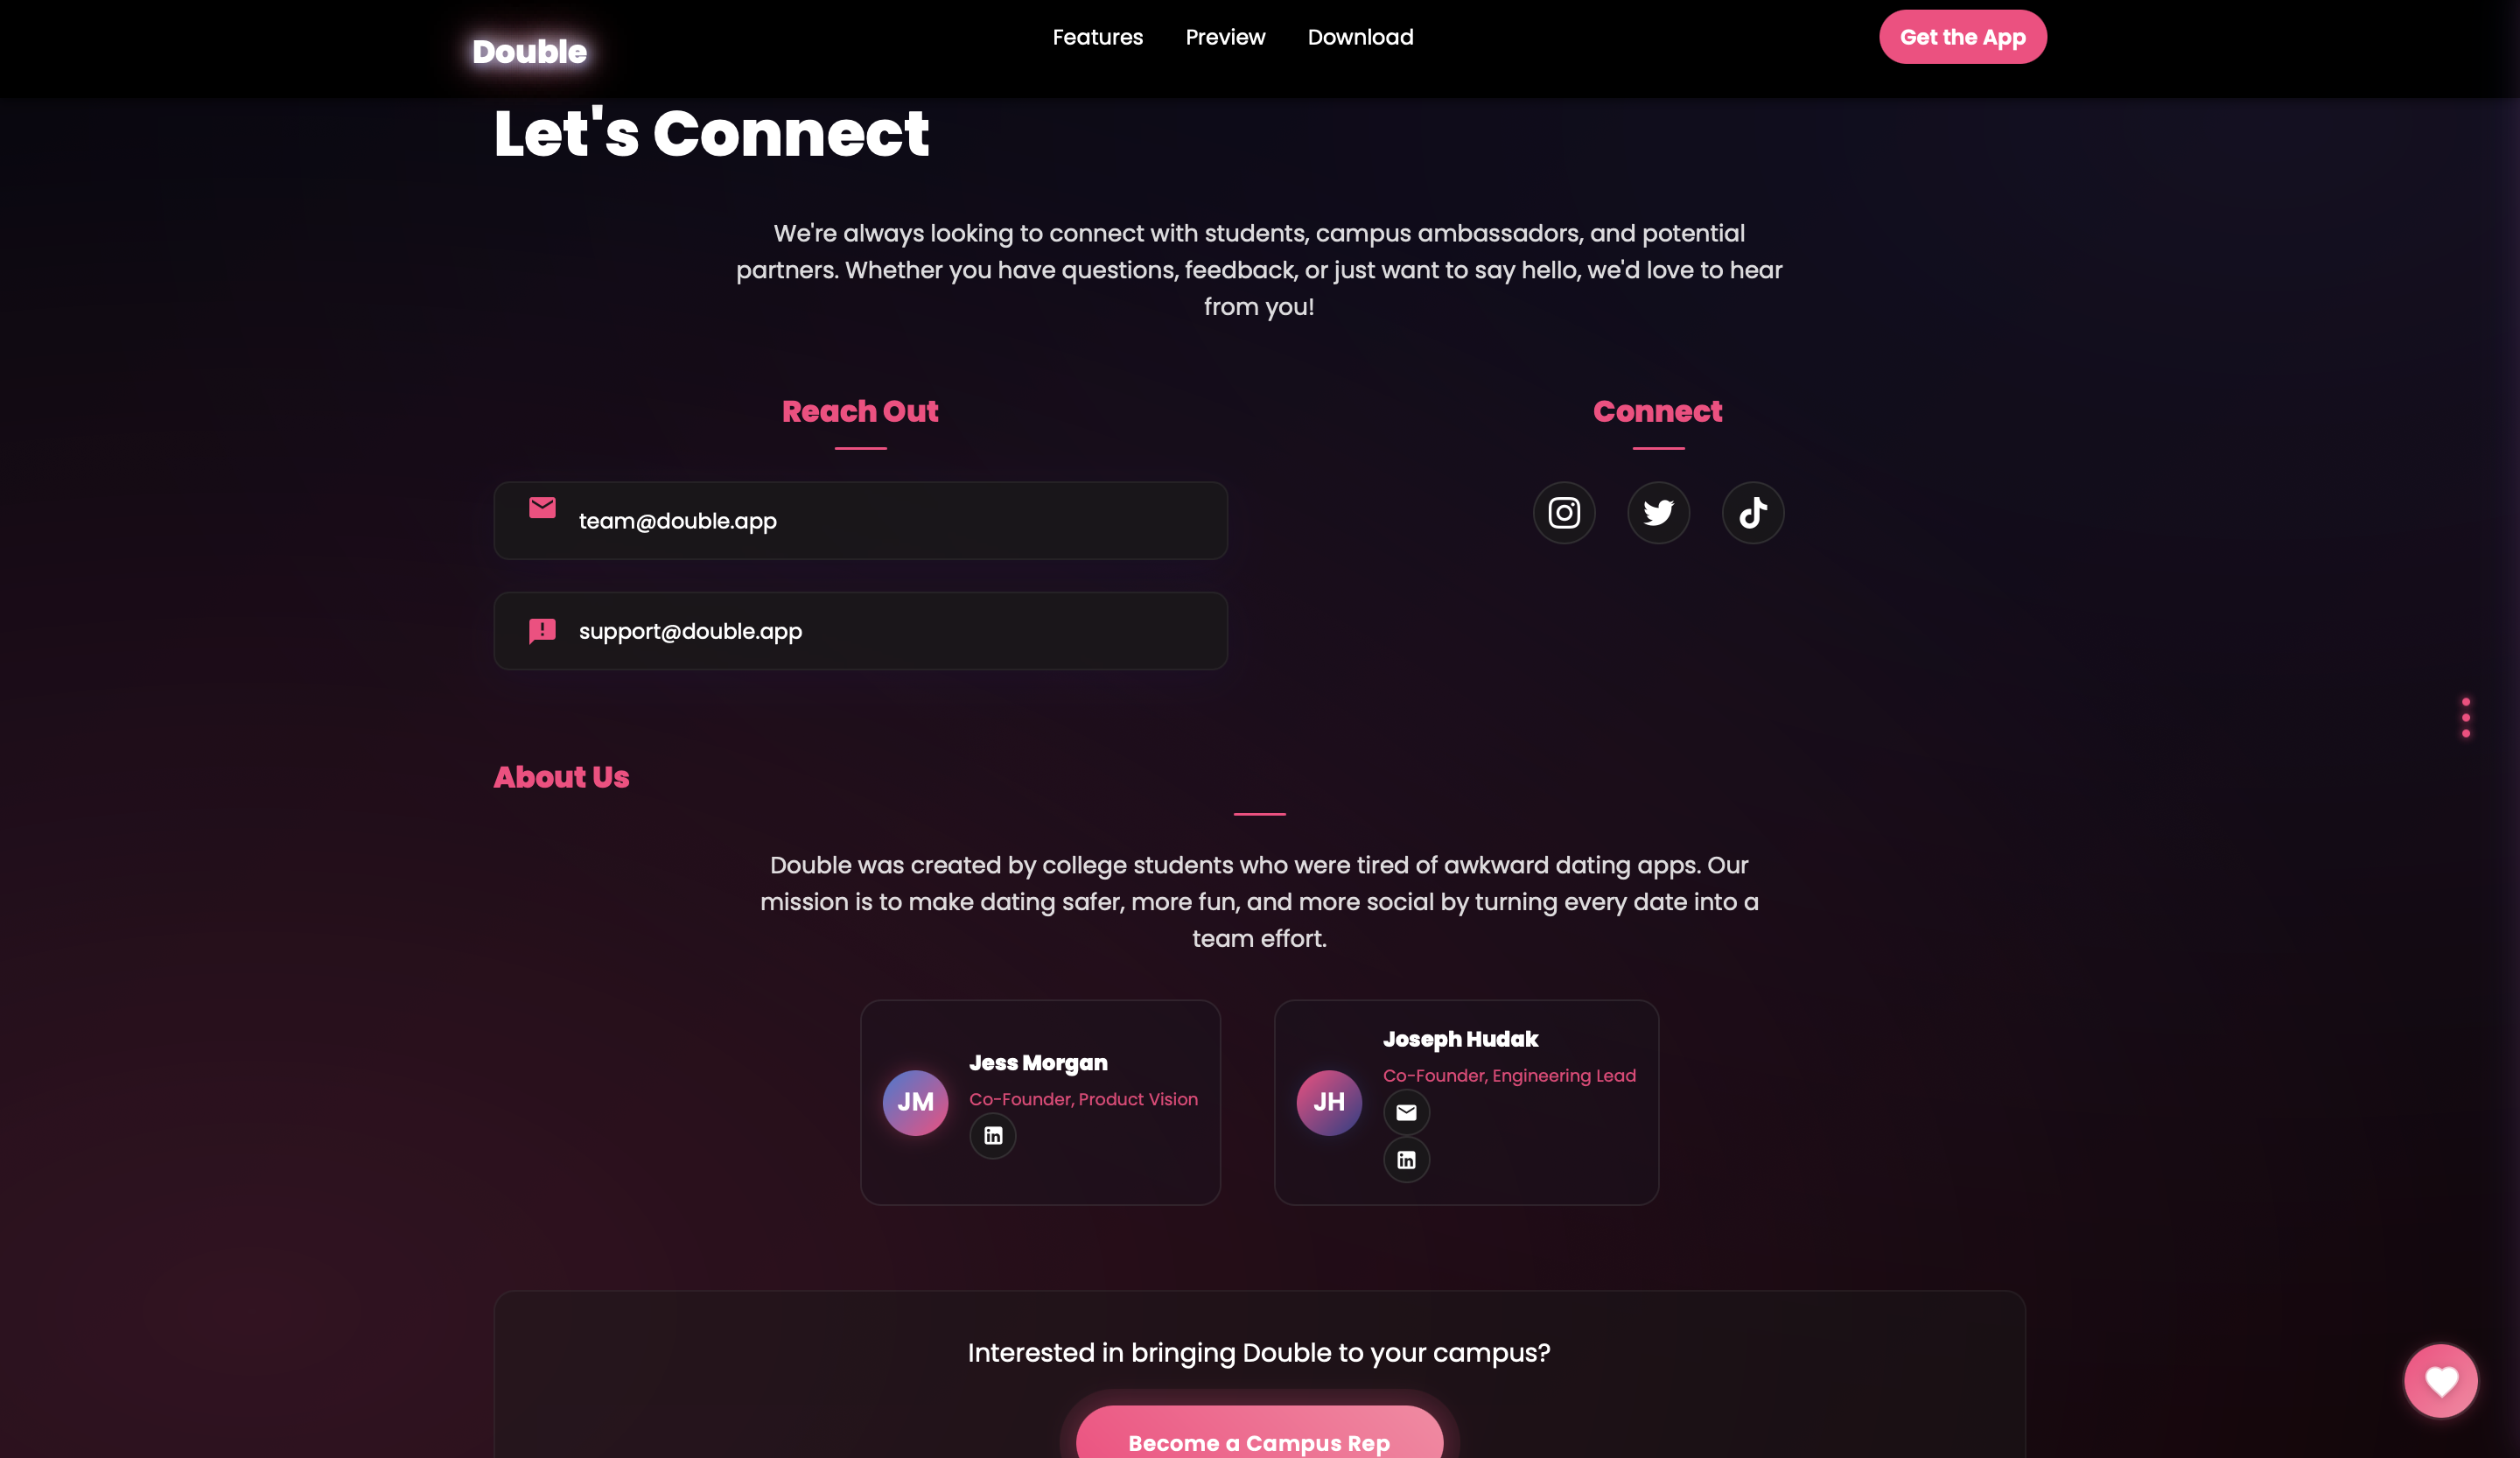 Double
Features
Preview
Download
Get the App
Let's Connect
We're always looking to connect with students, campus ambassadors, and potential
partners. Whether you have questions, feedback, or just want to say hello, we'd love to hear
from you!
Reach Out
team@double.app
support@double.app
Connect
About Us
Double was created by college students who were tired of awkward dating apps. Our
mission is to make dating safer, more fun, and more social by turning every date into a
team effort.
JM
Jess Morgan
Co-Founder, Product Vision
in
JH
Joseph Hudak
Co-Founder, Engineering Lead
in
Interested in bringing Double to your campus?
Become a Campus Rep